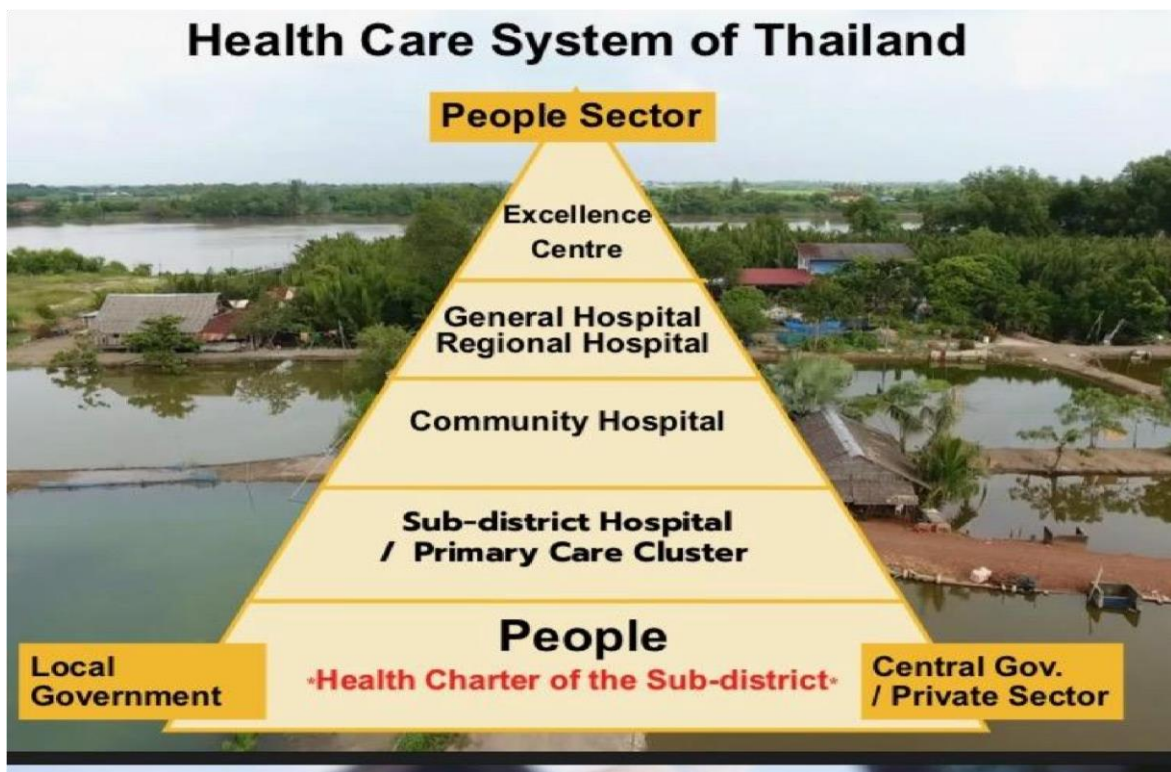 Health Care System of Thailand
People Sector
Excellence
Centre
General Hospital
Regional Hospital
Community Hospital
Sub-district Hospital
/ Primary Care Cluster
People
*Health Charter of the Sub-district*
Local
Government
Central Gov.
/ Private Sector